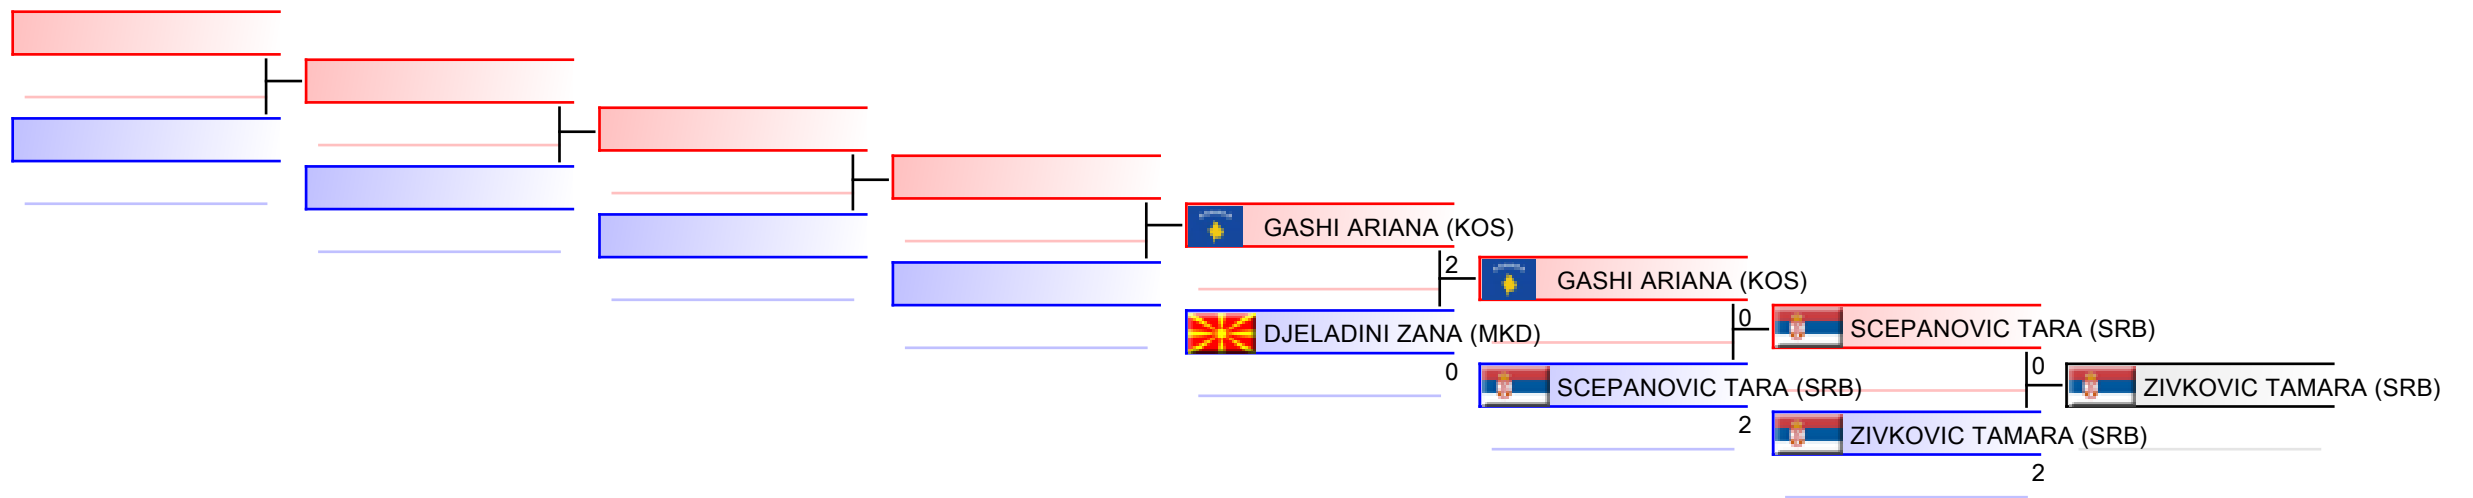 GASHI ARIANA (KOS)
2
GASHI ARIANA (KOS)
DJELADINI ZANA (MKD)
0
0
SCEPANOVIC TARA (SRB)
SCEPANOVIC TARA (SRB)
2
0
ZIVKOVIC TAMARA (SRB)
ZIVKOVIC TAMARA (SRB)
2